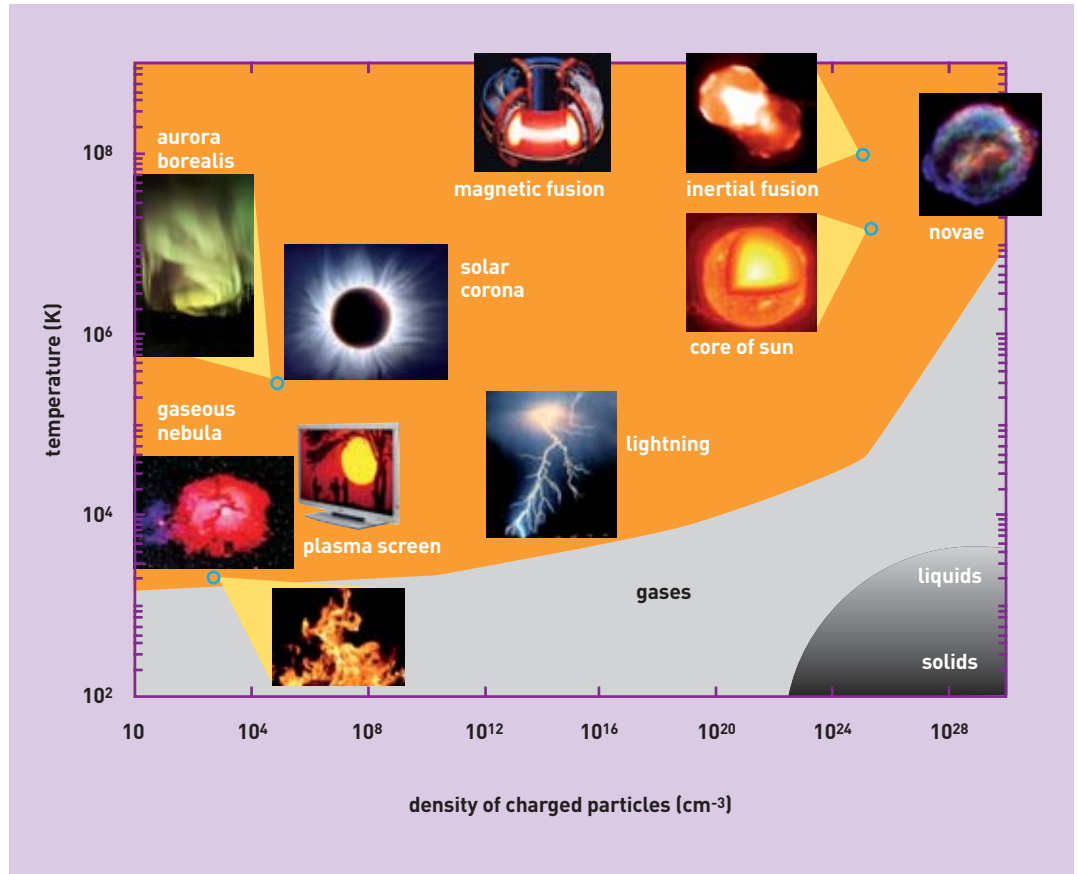 aurora
borealis
magnetic fusion
inertial fusion
novae
solar
corona
core of sun
gaseous
nebula
lightning
plasma screen
gases
liquids
solids
temperature (K)
10⁸
10⁶
10⁴
10²
10 10⁴ 10⁸ 10¹² 10¹⁶ 10²⁰ 10²⁴ 10²⁸
density of charged particles (cm⁻³)